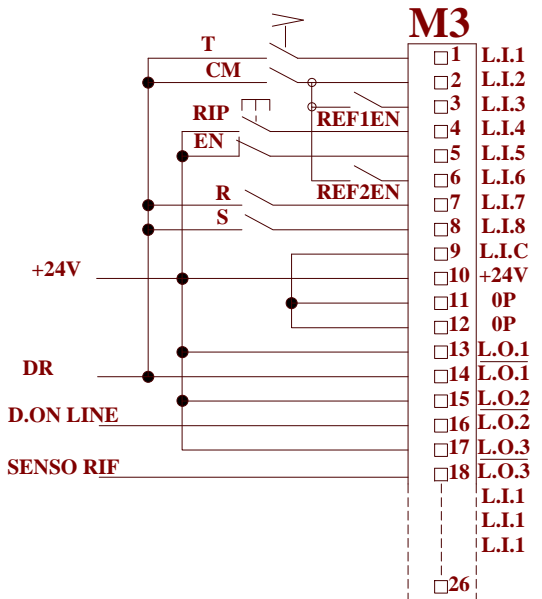 M3
T 1 L.I.1
CM 2 L.I.2
REF1EN 3 L.I.3
RIP 4 L.I.4
EN 5 L.I.5
REF2EN 6 L.I.6
R 7 L.I.7
S 8 L.I.8
9 L.I.C
+24V 10 +24V
11 0P
12 0P
13 L.O.1
DR 14 L.O.1
15 L.O.2
D.ON LINE 16 L.O.2
17 L.O.3
SENSO RIF 18 L.O.3
L.I.1
L.I.1
L.I.1
26